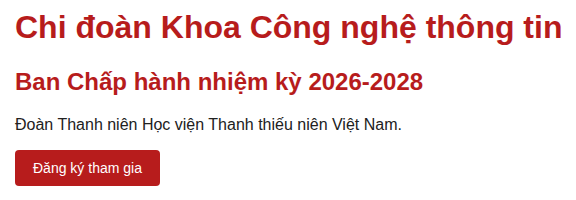 Chi đoàn Khoa Công nghệ thông tin
Ban Chấp hành nhiệm kỳ 2026-2028
Đoàn Thanh niên Học viện Thanh thiếu niên Việt Nam.
Đăng ký tham gia